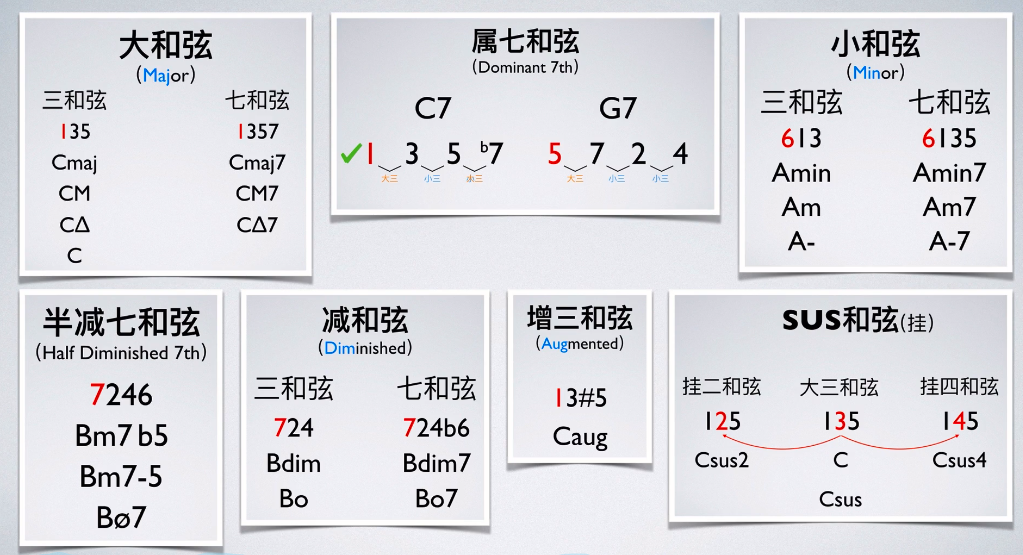 大和弦
(Major)
三和弦 七和弦
135 1357
Cmaj Cmaj7
CM CM7
CΔ CΔ7
C
属七和弦
(Dominant 7th)
C7 G7
✓1 3 5 b7 5 7 2 4
大三 小三 小三 大三 小三 小三
小和弦
(Minor)
三和弦 七和弦
613 6135
Amin Amin7
Am Am7
A- A-7
半减七和弦
(Half Diminished 7th)
7246
Bm7 b5
Bm7-5
Bø7
减和弦
(Diminished)
三和弦 七和弦
724 724b6
Bdim Bdim7
Bo Bo7
增三和弦
(Augmented)
13#5
Caug
SUS和弦(挂)
挂二和弦 大三和弦 挂四和弦
125 135 145
Csus2 C Csus4
Csus